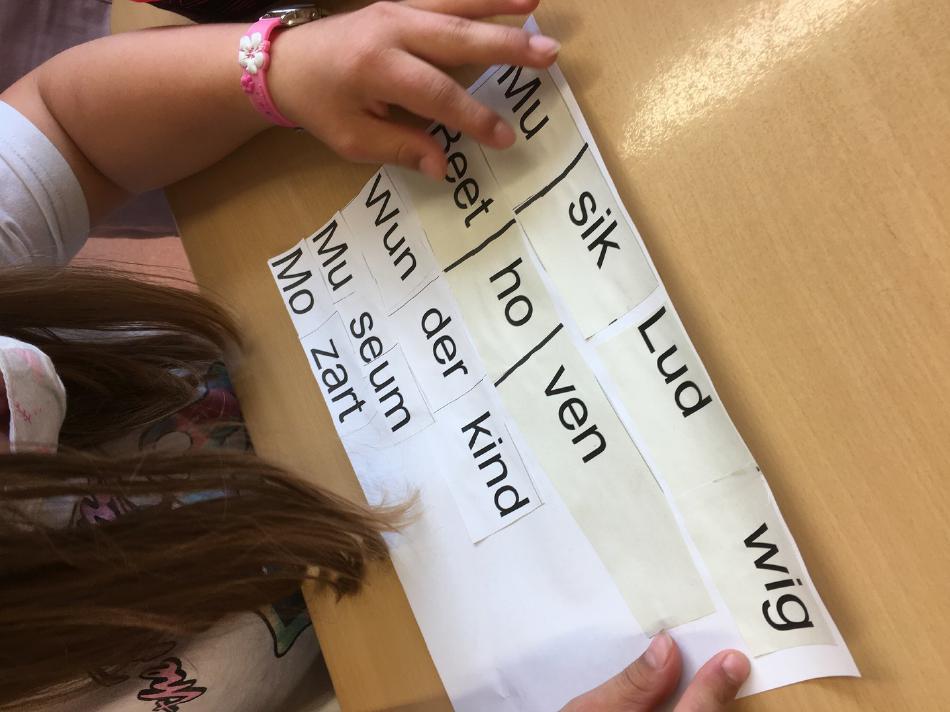 Mu sik Lud wig
Beet ho ven
Wun der kind
Mu seum
Mo zart